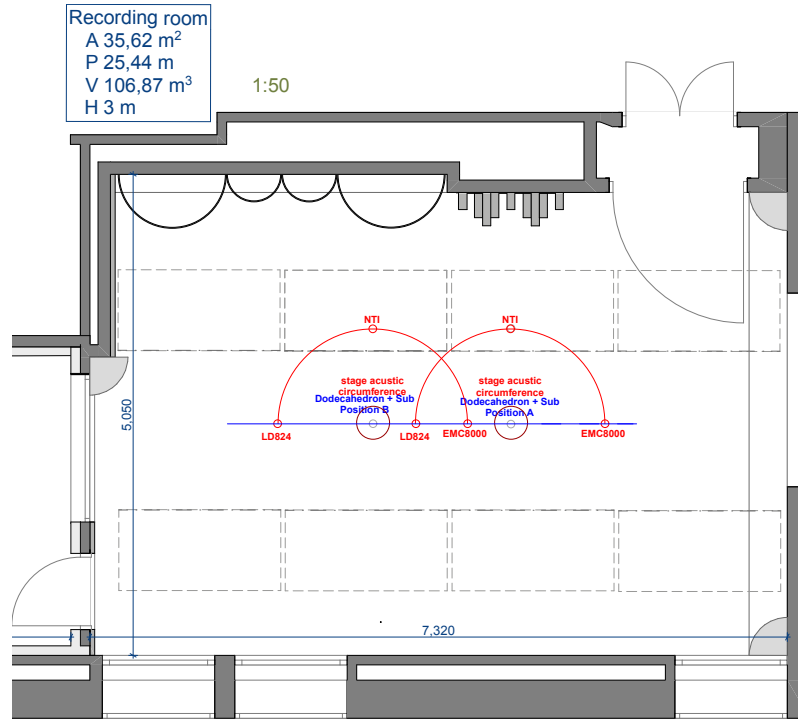 Recording room
A 35,62 m²
P 25,44 m
V 106,87 m³
H 3 m
1:50
NTI
NTI
stage acustic
circumference
stage acustic
circumference
Dodecahedron + Sub
Position B
Dodecahedron + Sub
Position A
LD824
LD824
EMC8000
EMC8000
5,050
7,320